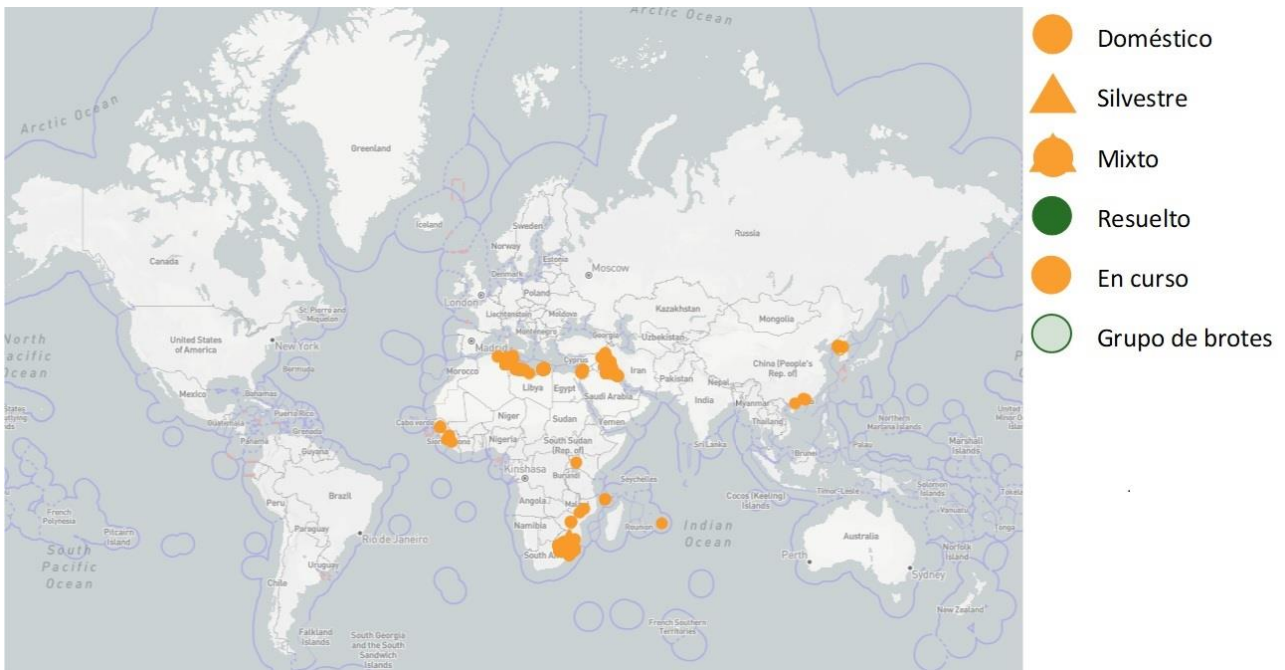 Arctic Ocean
Arctic Ocean
Greenland
Iceland
Sweden
Norway
Estonia
Russia
Moscow
Denmark
Canada
London
Poland
Liechtenstein
Moldova
Kazakhstan
Mongolia
St. Pierre and
Miquelon
Montenegro
Georgia
Uzbekistan
North
Pacific
Ocean
United States
of America
New York
Madrid
Cyprus
China (People's
Rep. of)
Bermuda
Morocco
Iran
Libya
Egypt
Pakistan
Nepal
Mexico
Bahamas
Saudi Arabia
India
Myanmar
Puerto Rico
Cabo Verde
Niger
Sudan
Yemen
Thailand
Northern
Mariana Islands
Guatemala
Grenada
Panama
Guyana
Nigeria
South Sudan
(Rep. of)
Sri Lanka
Palau
Marshall
Islands
Kinshasa
Burundi
Seychelles
Brunei
Peru
Brazil
Angola
Cocos (Keeling)
Islands
Timor-Leste
Solomon
Islands
French
Polynesia
Pitcairn
Islands
Paraguay
Rio de Janeiro
Namibia
Reunion
Indian
Ocean
Vanuatu
Tonga
South
Pacific
Ocean
Uruguay
Chile
Perth
Australia
Sydney
Norfolk
Island
New Zealand
French Southern
Territories
Falkland
Islands
South Georgia
and the South
Sandwich
Islands
Doméstico
Silvestre
Mixto
Resuelto
En curso
Grupo de brotes